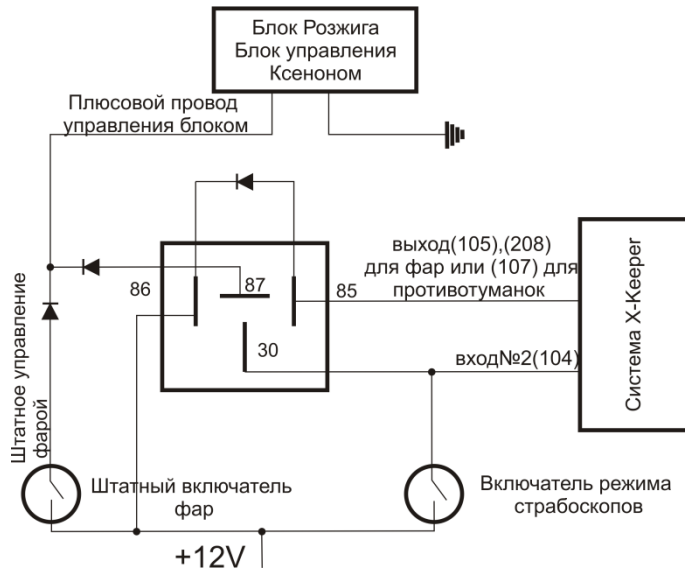 Блок Розжига
Блок управления
Ксеноном
Плюсовой провод
управления блоком
выход(105),(208)
для фар или (107) для
противотуманок
86
87
85
30
вход№2(104)
Система X-Keeper
Штатное управление
фарой
Штатный включатель
фар
Включатель режима
страбоскопов
+12V